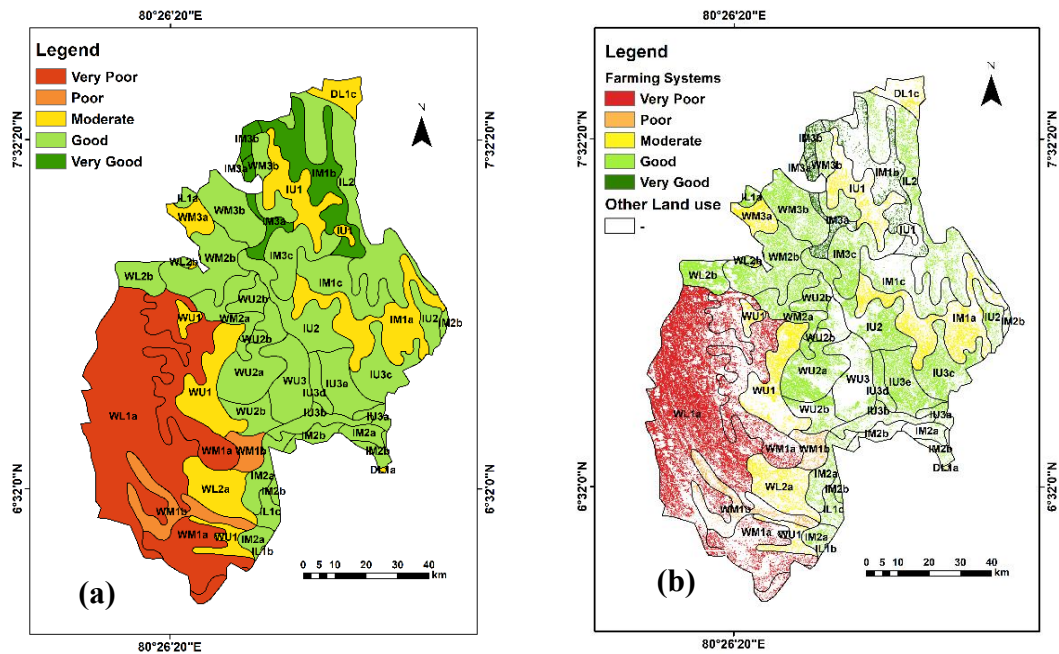 80°26'20"E
Legend
Very Poor
Poor
Moderate
Good
Very Good
N
7°32'20"N
6°32'0"N
DL1c
IM3b
IM3a
WM3b
IM1b
IL2
IU1
IL1a
WM3a
WM3b
IM3a
IU1
WL2b
WM2b
IM3c
WL2b
IM1c
WU2b
WU1
WM2a
IU2
IM1a
IU2
IM2b
WU2b
WU2a
WU3
IU3e
IU3c
WU1
IU3d
WL1a
WU2b
IU3b
IU3a
IM2b
IM2a
WM1a
WM1b
IM2b
DL1a
IM2a
WL2a
IM2b
IL1c
WM1b
WM1a
WU1
IM2a
IL1b
0 5 10 20 30 40
km
(a)
80°26'20"E
80°26'20"E
Legend
Farming Systems
Very Poor
Poor
Moderate
Good
Very Good
Other Land use
-
N
7°32'20"N
6°32'0"N
DL1c
IM3b
IM3a
WM3b
IM1b
IL2
IU1
IL1a
WM3a
WM3b
IM3a
IU1
WL2b
WM2b
IM3c
WL2b
IM1c
WU2b
WU1
WM2a
IU2
IM1a
IU2
IM2b
WU2b
WU2a
WU3
IU3e
IU3c
WU1
IU3d
WL1a
WU2b
IU3b
IU3a
IM2b
IM2a
WM1a
WM1b
IM2b
DL1a
IM2a
WL2a
IM2b
IL1c
WM1b
WM1a
WU1
IM2a
IL1b
0 5 10 20 30 40
km
(b)
80°26'20"E